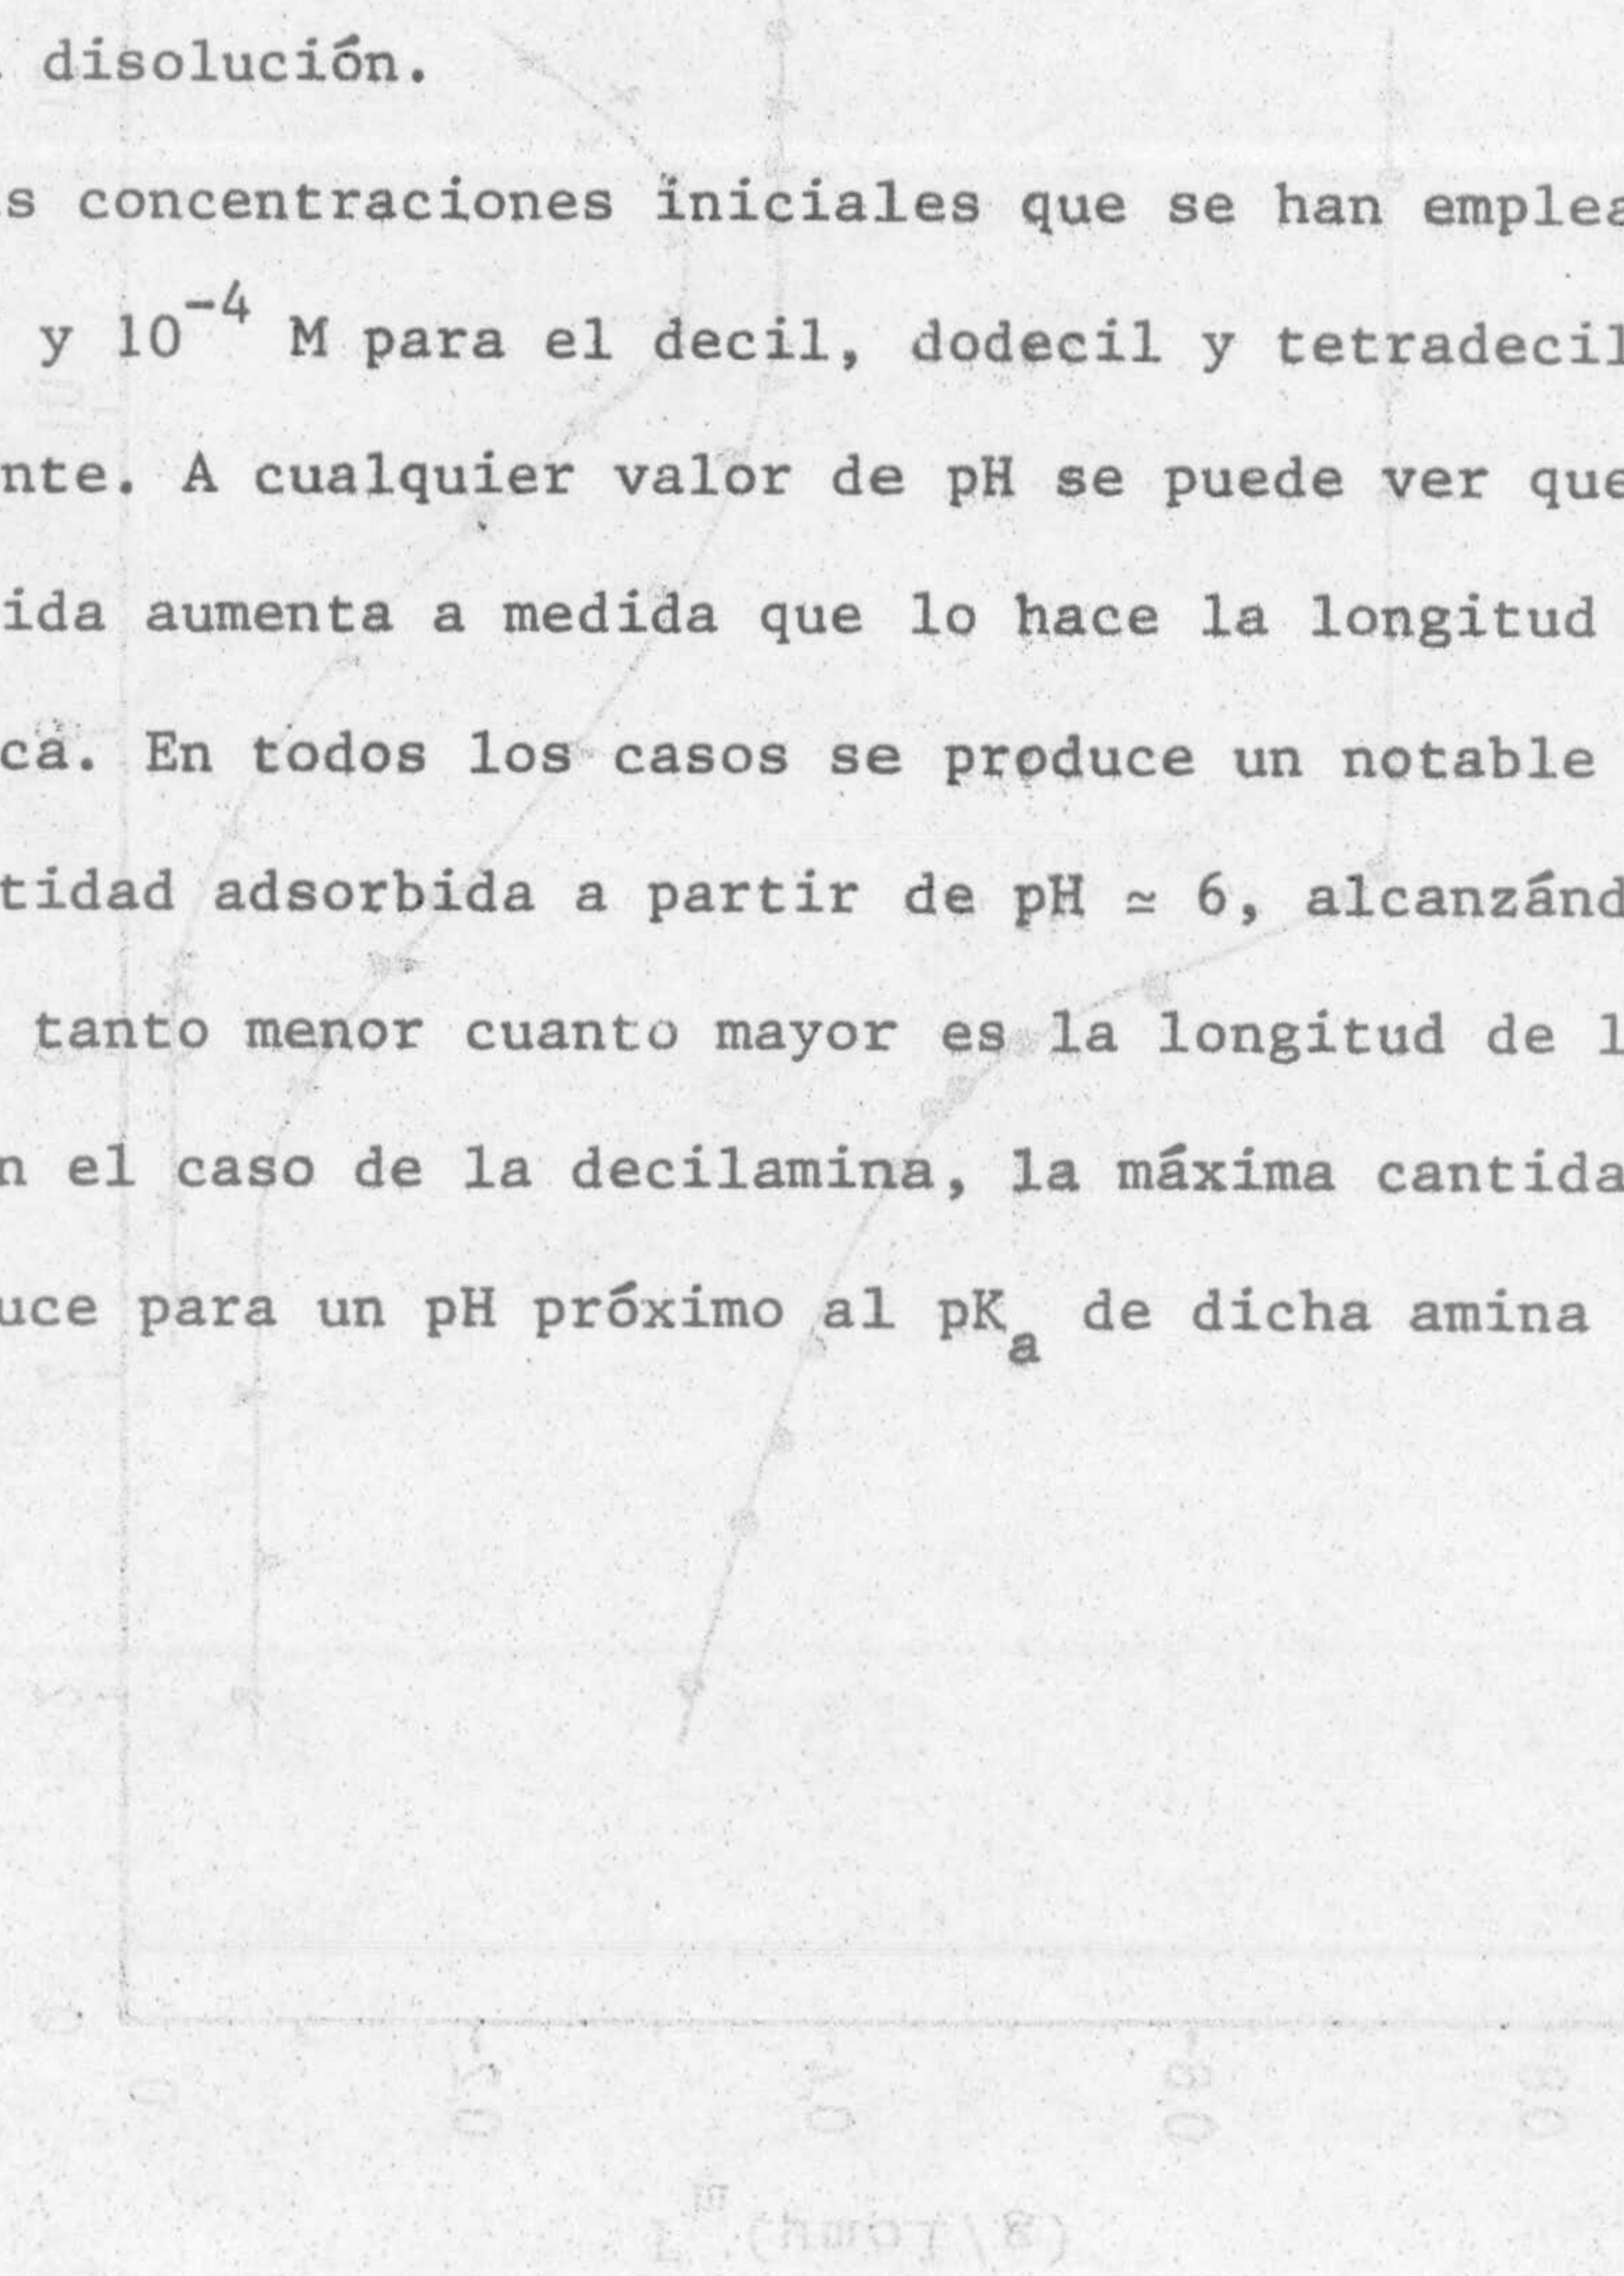 disolución.
s concentraciones iniciales que se han emplea
y 10⁻⁴ M para el decil, dodecil y tetradecil
nte. A cualquier valor de pH se puede ver que
ida aumenta a medida que lo hace la longitud
ca. En todos los casos se produce un notable
tidad adsorbida a partir de pH ≃ 6, alcanzánd
tanto menor cuanto mayor es la longitud de l
n el caso de la decilamina, la máxima cantida
uce para un pH próximo al pKₐ de dicha amina